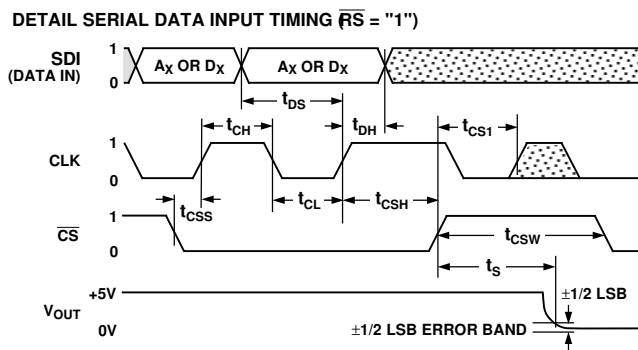 DETAIL SERIAL DATA INPUT TIMING (RS = "1")
SDI
(DATA IN)
1
0
AX OR DX
AX OR DX
tDS
tCH
tDH
tCS1
CLK
1
0
tCSS
tCL
tCSH
CS
1
0
tCSW
tS
VOUT
+5V
0V
±1/2 LSB
±1/2 LSB ERROR BAND